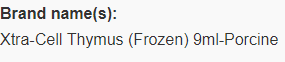 Brand name(s):
Xtra-Cell Thymus (Frozen) 9ml-Porcine